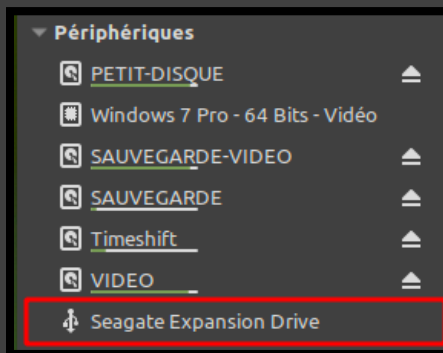 Périphériques
PETIT-DISQUE
Windows 7 Pro - 64 Bits - Vidéo
SAUVEGARDE-VIDEO
SAUVEGARDE
Timeshift
VIDEO
Seagate Expansion Drive